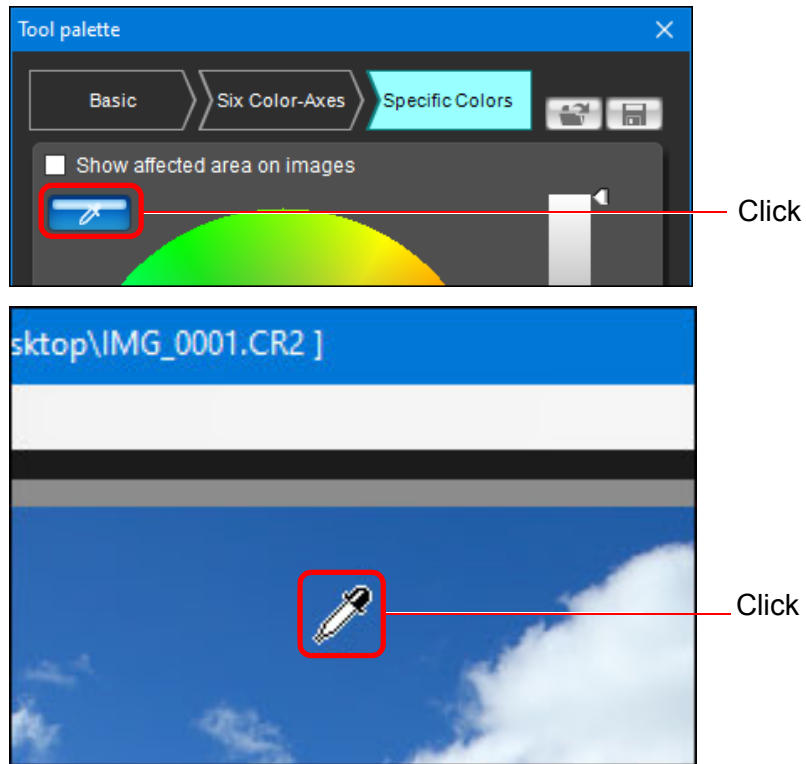 Tool palette
Basic Six Color-Axes Specific Colors
Show affected area on images
Click
sktop\IMG_0001.CR2 ]
Click